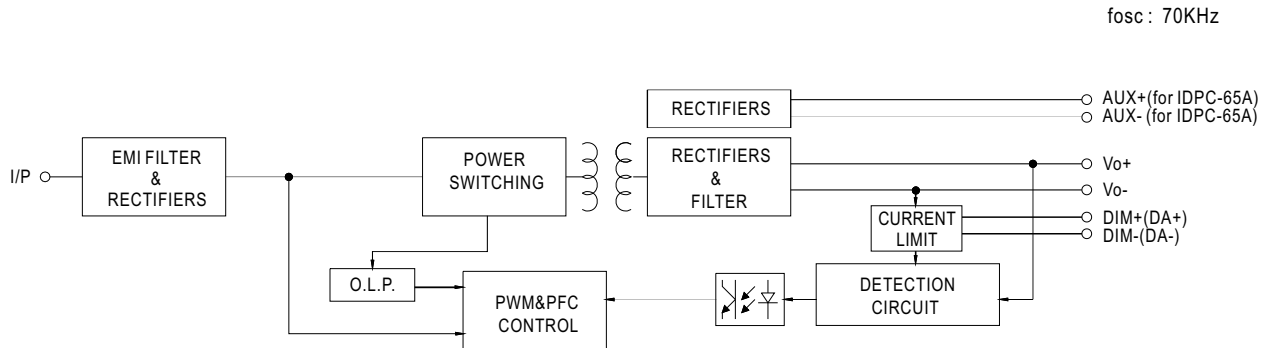 fosc : 70KHz
RECTIFIERS
AUX+(for IDPC-65A)
AUX- (for IDPC-65A)
I/P
EMI FILTER
&
RECTIFIERS
POWER
SWITCHING
RECTIFIERS
&
FILTER
Vo+
Vo-
CURRENT
LIMIT
DIM+(DA+)
DIM-(DA-)
O.L.P.
PWM&PFC
CONTROL
DETECTION
CIRCUIT